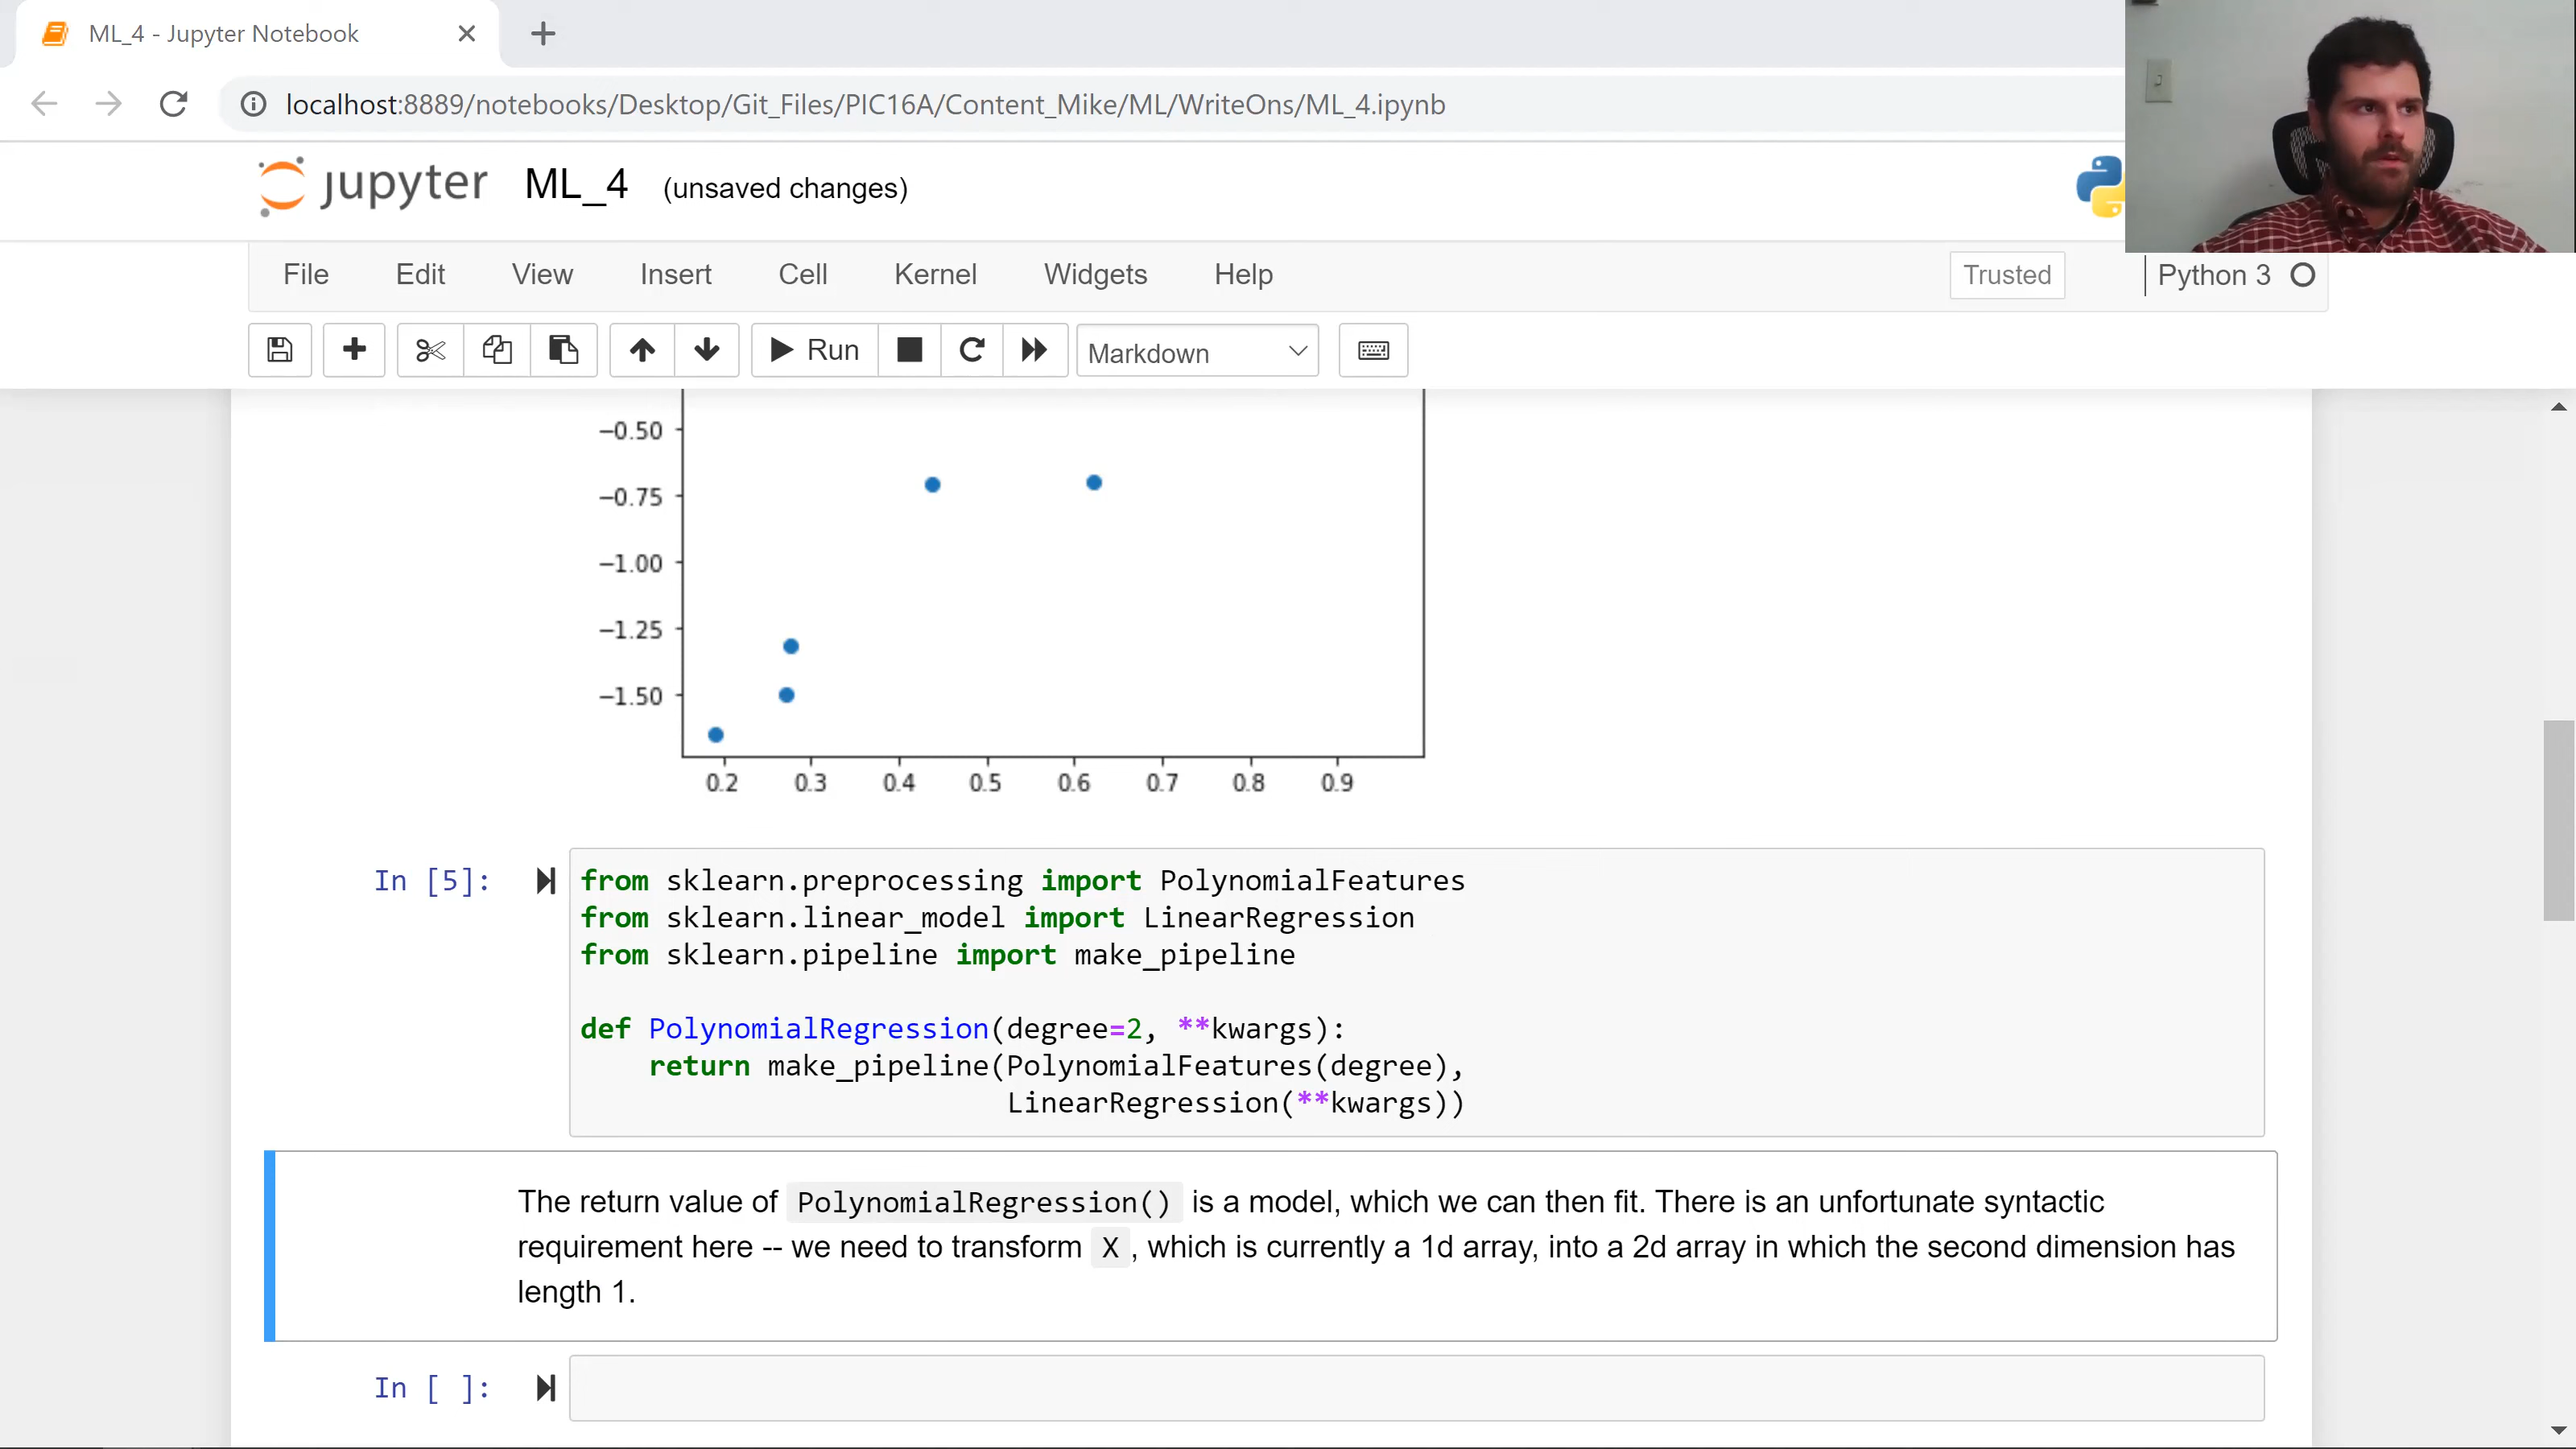 ML_4 - Jupyter Notebook
localhost:8889/notebooks/Desktop/Git_Files/PIC16A/Content_Mike/ML/WriteOns/ML_4.ipynb
jupyter ML_4 (unsaved changes)
File Edit View Insert Cell Kernel Widgets Help Trusted Python 3
Run Markdown
−0.50
−0.75
−1.00
−1.25
−1.50
0.2 0.3 0.4 0.5 0.6 0.7 0.8 0.9
In [5]: from sklearn.preprocessing import PolynomialFeatures
from sklearn.linear_model import LinearRegression
from sklearn.pipeline import make_pipeline
def PolynomialRegression(degree=2, **kwargs):
return make_pipeline(PolynomialFeatures(degree),
LinearRegression(**kwargs))
The return value of PolynomialRegression() is a model, which we can then fit. There is an unfortunate syntactic
requirement here -- we need to transform X , which is currently a 1d array, into a 2d array in which the second dimension has
length 1.
In [ ]: